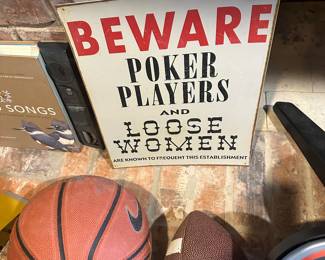 BEWARE
POKER
PLAYERS
AND
LOOSE
WOMEN
ARE KNOWN TO FREQUENT THIS ESTABLISHMENT
SONGS